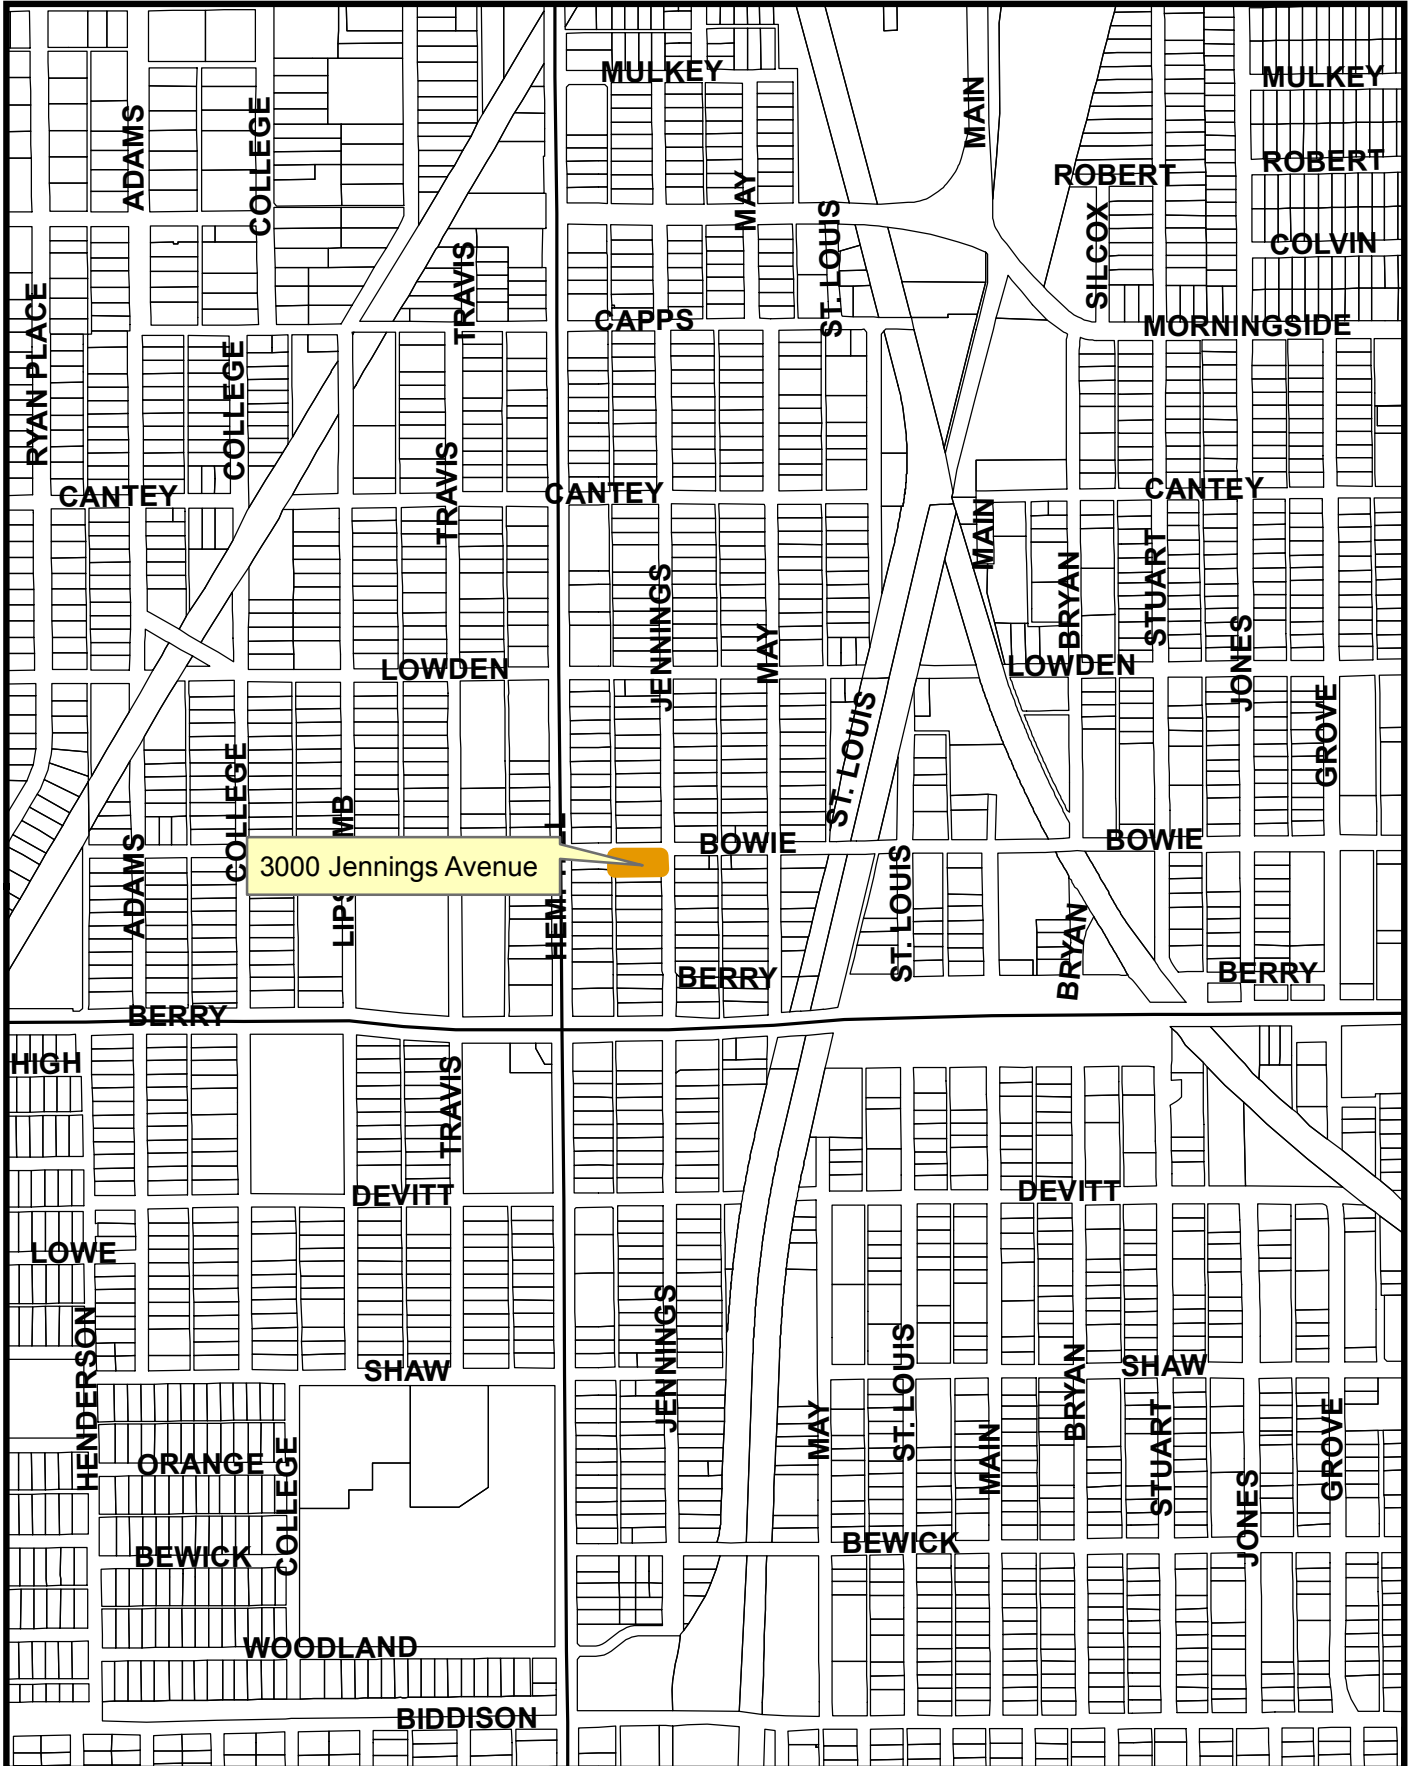 MULKEY
MULKEY
MAIN
ADAMS
COLLEGE
ROBERT
ROBERT
MAY
ST. LOUIS
SILCOX
COLVIN
TRAVIS
RYAN PLACE
CAPPS
MORNINGSIDE
COLLEGE
TRAVIS
CANTEY
CANTEY
CANTEY
MAIN
JENNINGS
BRYAN
STUART
MAY
JONES
LOWDEN
LOWDEN
ST. LOUIS
GROVE
COLLEGE
ADAMS
BOWIE
BOWIE
3000 Jennings Avenue
ST. LOUIS
BRYAN
BERRY
BERRY
BERRY
HIGH
TRAVIS
DEVITT
DEVITT
LOWE
HENDERSON
JENNINGS
SHAW
ST. LOUIS
BRYAN
SHAW
MAY
MAIN
STUART
GROVE
ORANGE
COLLEGE
JONES
BEWICK
BEWICK
WOODLAND
BIDDISON